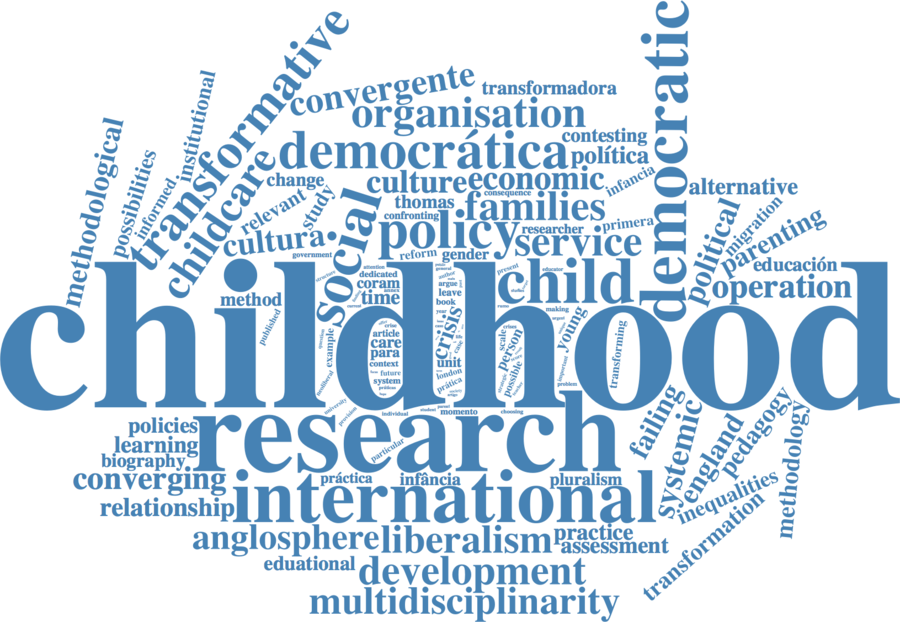 democratic
transformative
convergente
transformadora
institutional
organisation
methodological
contesting
democrática
política
possibilities
childcare
change
culture
economic
infancia
alternative
informed
study
consequence
thomas
families
relevant
confronting
political
migration
parenting
social
policy
researcher
primera
cultura
service
government
reform
gender
educación
child
operation
attention
dedicated
coram
present
educator
argue
leave
method
time
book
making
published
crisis
young
transforming
childhood
example
article
care
para
context
future
system
unit
london
prática
scale
person
possible
important
problem
individual
student
momento
choosing
research
policies
failing
systemic
england
pedagogy
methodology
learning
particular
biography
converging
práctica
infância
pluralism
inequalities
relationship
international
transformation
anglosphere
liberalism
practice
assessment
eduational
development
multidisciplinarity